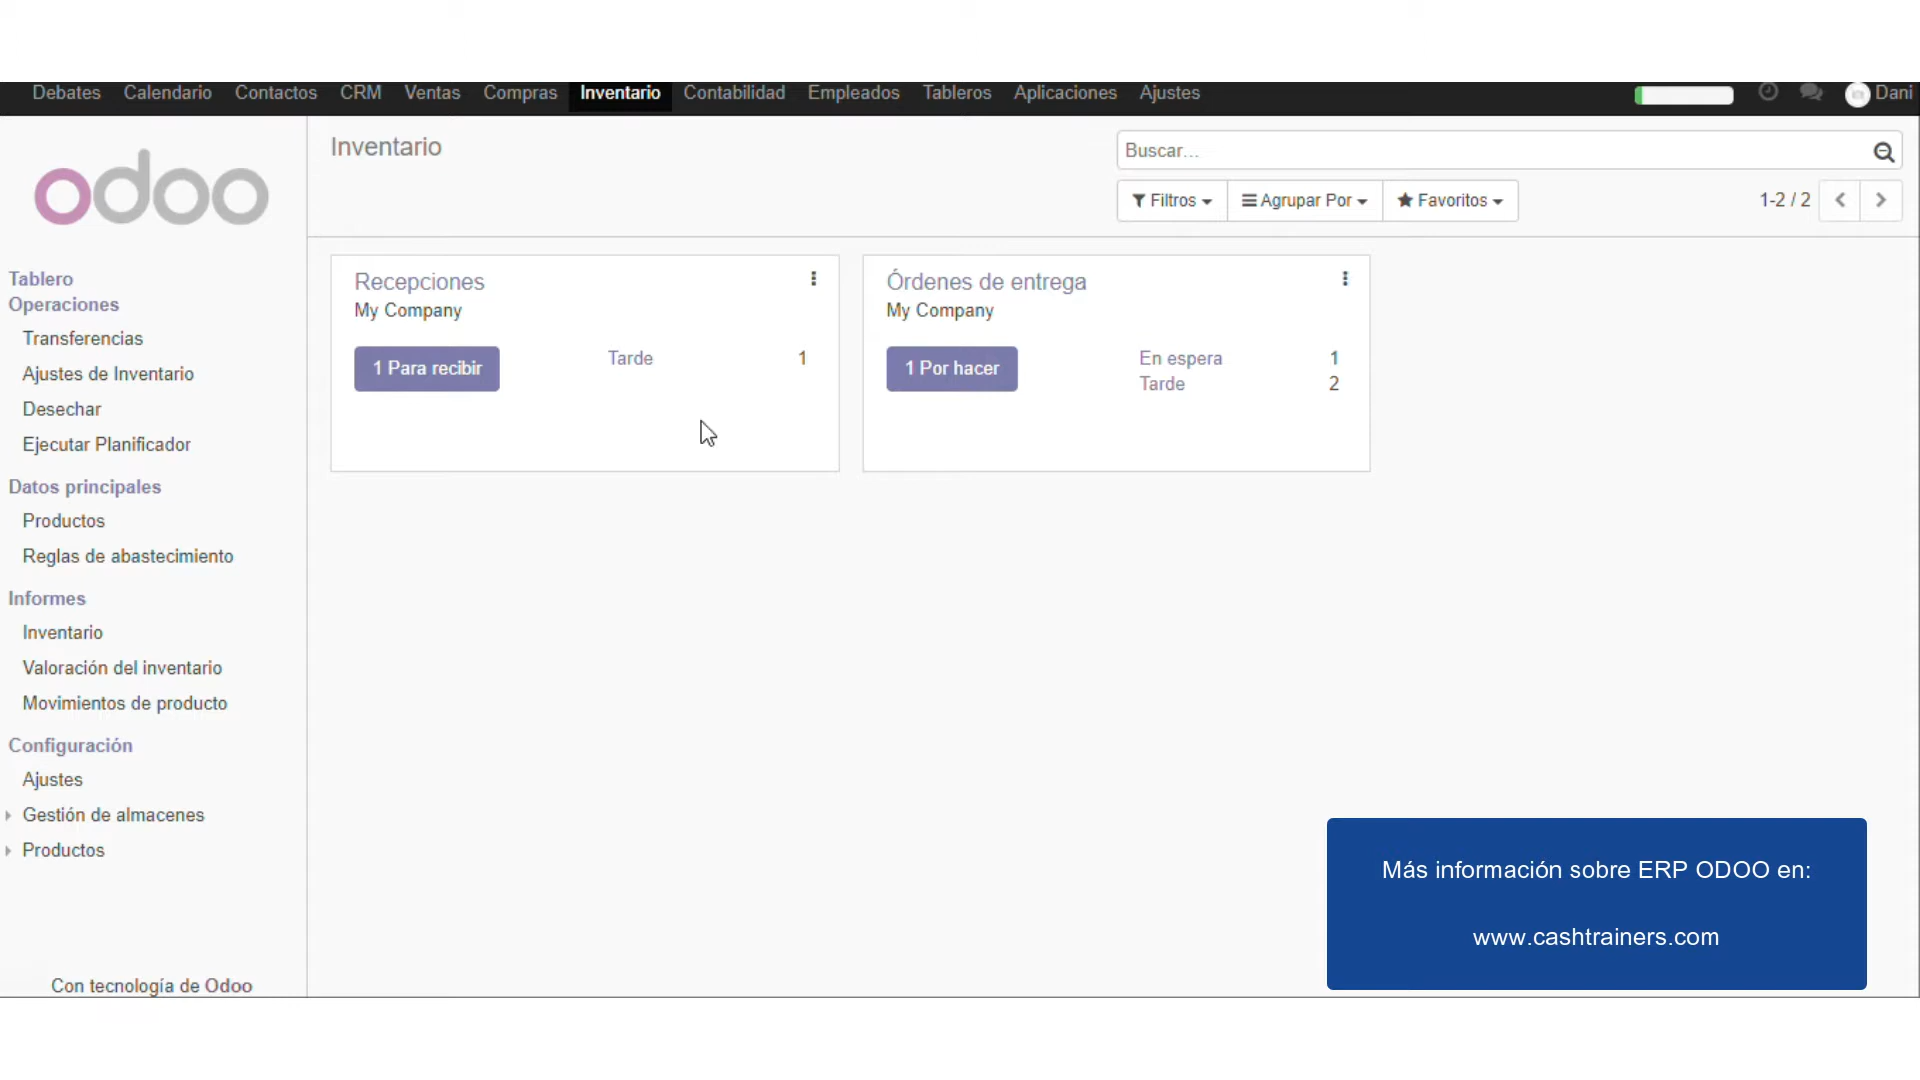 Debates Calendario Contactos CRM Ventas Compras Inventario Contabilidad Empleados Tableros Aplicaciones Ajustes Dani
odoo
Inventario
Buscar...
Filtros Agrupar Por Favoritos 1-2 / 2
Tablero
Operaciones
Transferencias
Ajustes de Inventario
Desechar
Ejecutar Planificador
Datos principales
Productos
Reglas de abastecimiento
Informes
Inventario
Valoración del inventario
Movimientos de producto
Configuración
Ajustes
Gestión de almacenes
Productos
Con tecnología de Odoo
Recepciones
My Company
1 Para recibir
Tarde 1
Órdenes de entrega
My Company
1 Por hacer
En espera 1
Tarde 2
Más información sobre ERP ODOO en:
www.cashtrainers.com